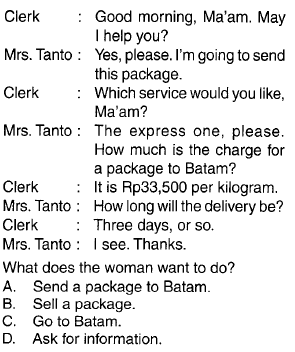 Clerk : Good morning, Ma'am. May
I help you?
Mrs. Tanto : Yes, please. I'm going to send
this package.
Clerk : Which service would you like,
Ma'am?
Mrs. Tanto : The express one, please.
How much is the charge for
a package to Batam?
Clerk : It is Rp33,500 per kilogram.
Mrs. Tanto : How long will the delivery be?
Clerk : Three days, or so.
Mrs. Tanto : I see. Thanks.
What does the woman want to do?
A. Send a package to Batam.
B. Sell a package.
C. Go to Batam.
D. Ask for information.